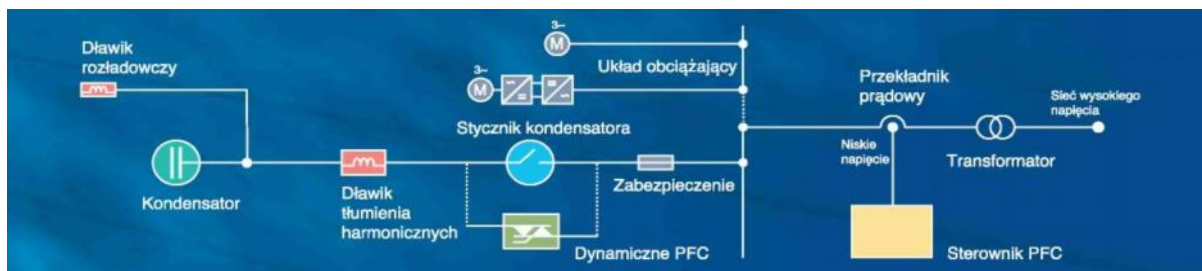 Dławik
rozładowczy
Kondensator
Dławik
tłumienia
harmonicznych
3~
M
3~
M
Układ obciążający
Stycznik kondensatora
Zabezpieczenie
Dynamiczne PFC
Przekładnik
prądowy
Niskie
napięcie
Sieć wysokiego
napięcia
Transformator
Sterownik PFC